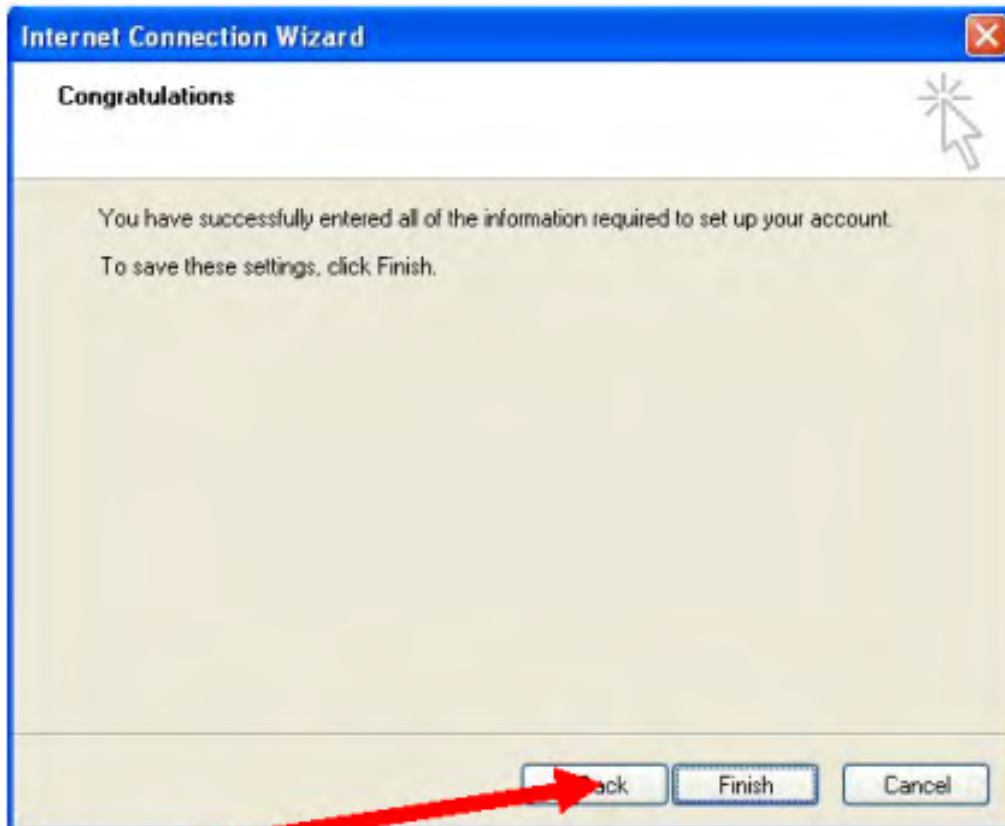 Internet Connection Wizard
Congratulations
You have successfully entered all of the information required to set up your account.
To save these settings, click Finish.
Finish Cancel